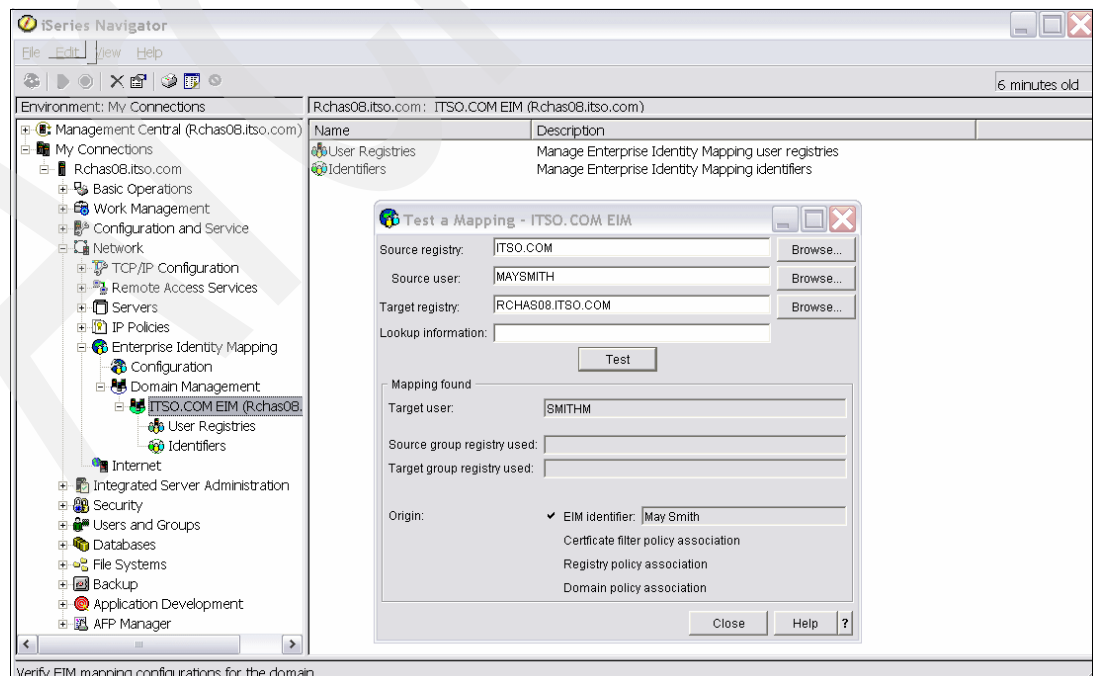 iSeries Navigator
File Edit View Help
6 minutes old
Environment: My Connections
Rchas08.itso.com: ITSO.COM EIM (Rchas08.itso.com)
Management Central (Rchas08.itso.com)
My Connections
Rchas08.itso.com
Basic Operations
Work Management
Configuration and Service
Network
TCP/IP Configuration
Remote Access Services
Servers
IP Policies
Enterprise Identity Mapping
Configuration
Domain Management
ITSO.COM EIM (Rchas08.
User Registries
Identifiers
Internet
Integrated Server Administration
Security
Users and Groups
Databases
File Systems
Backup
Application Development
AFP Manager
Name Description
User Registries Manage Enterprise Identity Mapping user registries
Identifiers Manage Enterprise Identity Mapping identifiers
Test a Mapping - ITSO.COM EIM
Source registry: ITSO.COM Browse...
Source user: MAYSMITH Browse...
Target registry: RCHAS08.ITSO.COM Browse...
Lookup information:
Test
Mapping found
Target user: SMITHM
Source group registry used:
Target group registry used:
Origin: EIM identifier: May Smith
Certficate filter policy association
Registry policy association
Domain policy association
Close Help ?
Verify EIM mapping configurations for the domain